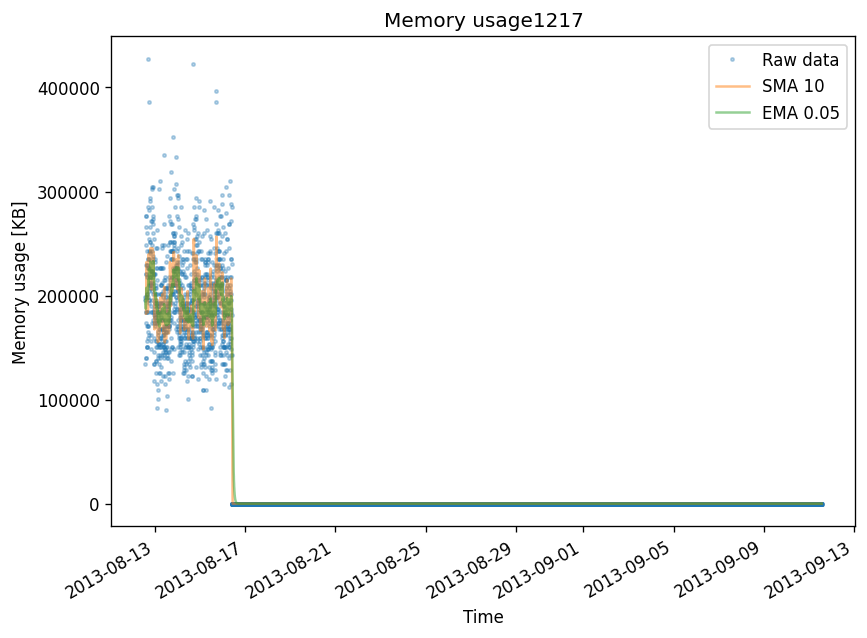 Memory usage1217
Raw data
SMA 10
EMA 0.05
Memory usage [KB]
400000
300000
200000
100000
0
2013-08-13
2013-08-17
2013-08-21
2013-08-25
2013-08-29
2013-09-01
2013-09-05
2013-09-09
2013-09-13
Time